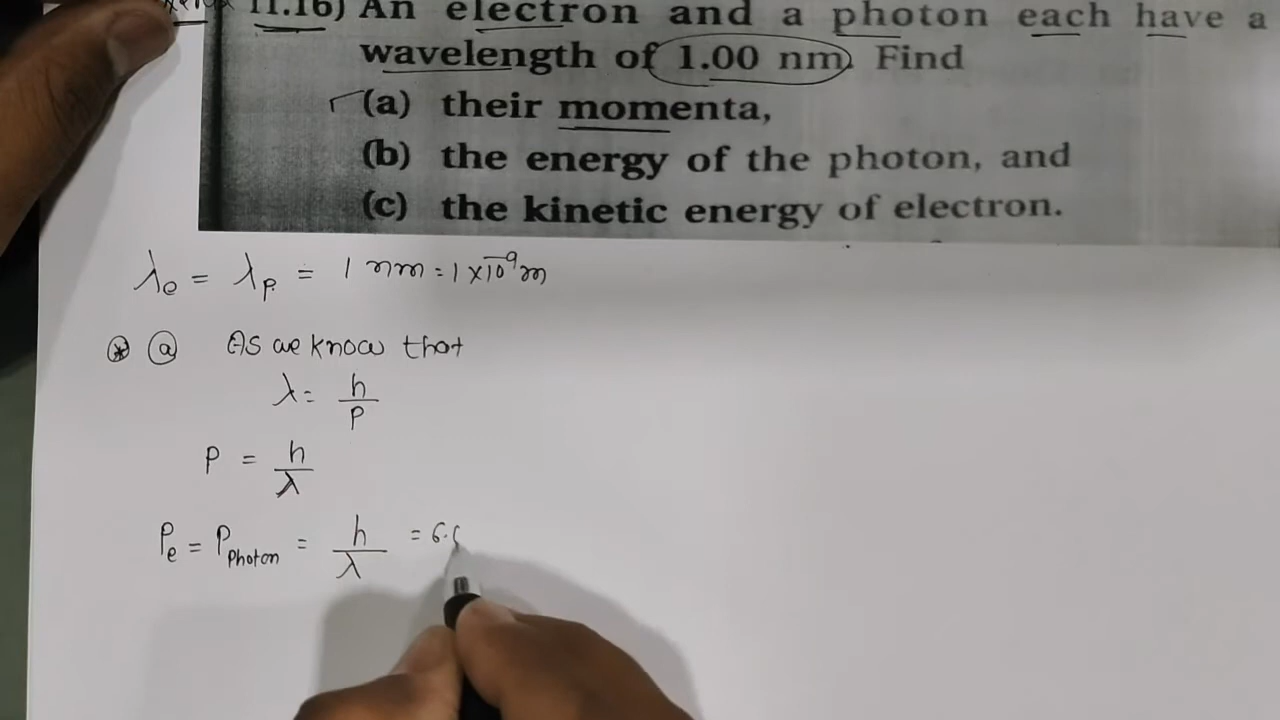 11.16) An electron and a photon each have a
wavelength of 1.00 nm. Find
(a) their momenta,
(b) the energy of the photon, and
(c) the kinetic energy of electron.
λe = λp = 1 nm = 1 × 10⁻⁹ m
* (a) As we know that
λ = h/P
P = h/λ
Pe = PPhoton = h/λ = 6.